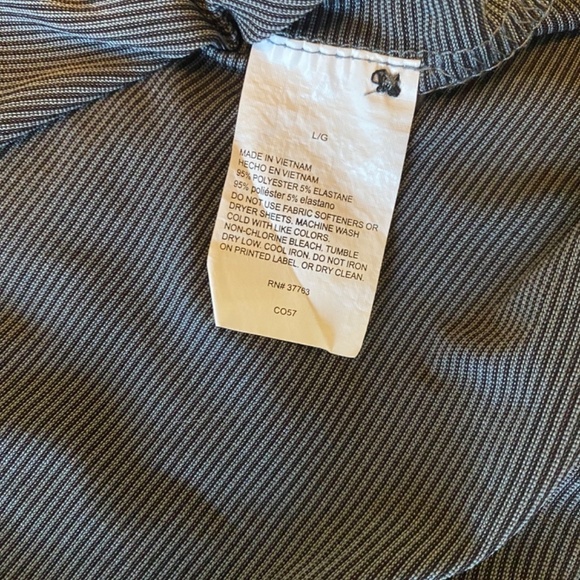 L/G
MADE IN VIETNAM
HECHO EN VIETNAM
95% POLYESTER 5% ELASTANE
95% poliéster 5% elastano
DO NOT USE FABRIC SOFTENERS OR
DRYER SHEETS. MACHINE WASH
COLD WITH LIKE COLORS.
NON-CHLORINE BLEACH. TUMBLE
DRY LOW. COOL IRON. DO NOT IRON
ON PRINTED LABEL. OR DRY CLEAN.
RN# 37763
CO57